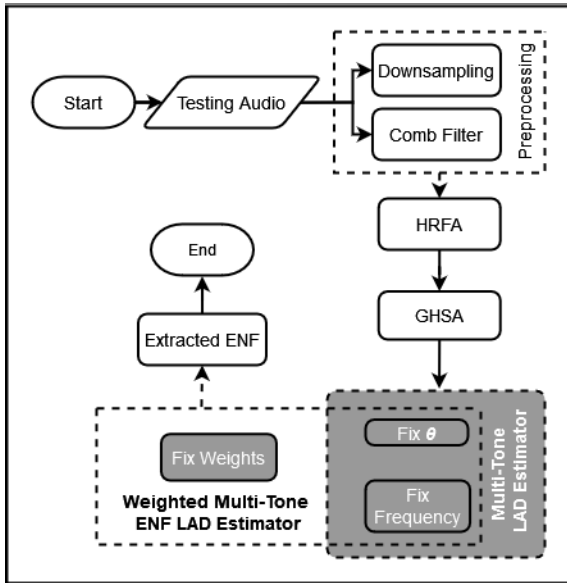 Start
Testing Audio
Downsampling
Comb Filter
Preprocessing
HRFA
GHSA
End
Extracted ENF
Fix Weights
Weighted Multi-Tone
ENF LAD Estimator
Fix θ
Fix
Frequency
Multi-Tone
LAD Estimator